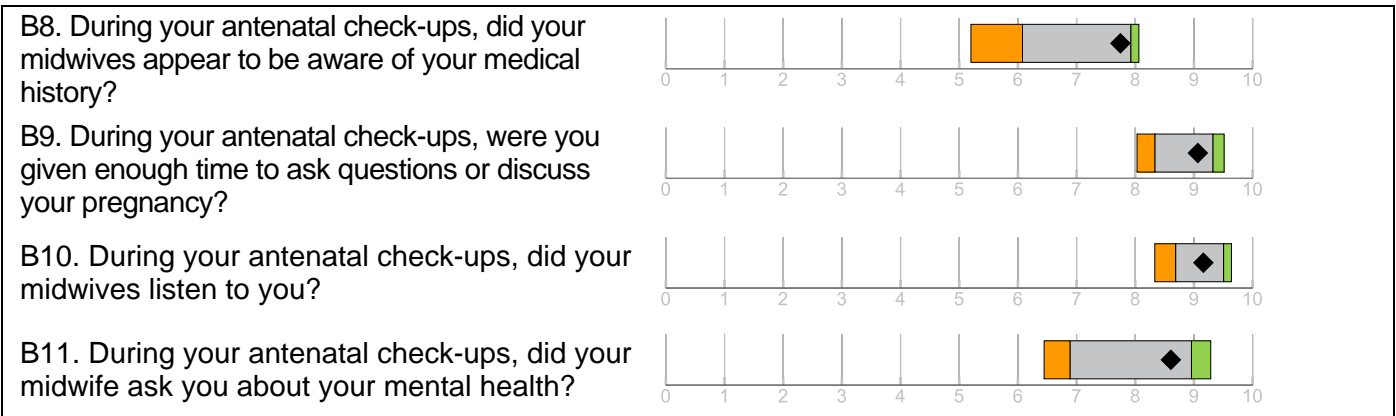 B8. During your antenatal check-ups, did your
midwives appear to be aware of your medical
history?
0 1 2 3 4 5 6 7 8 9 10
B9. During your antenatal check-ups, were you
given enough time to ask questions or discuss
your pregnancy?
0 1 2 3 4 5 6 7 8 9 10
B10. During your antenatal check-ups, did your
midwives listen to you?
0 1 2 3 4 5 6 7 8 9 10
B11. During your antenatal check-ups, did your
midwife ask you about your mental health?
0 1 2 3 4 5 6 7 8 9 10